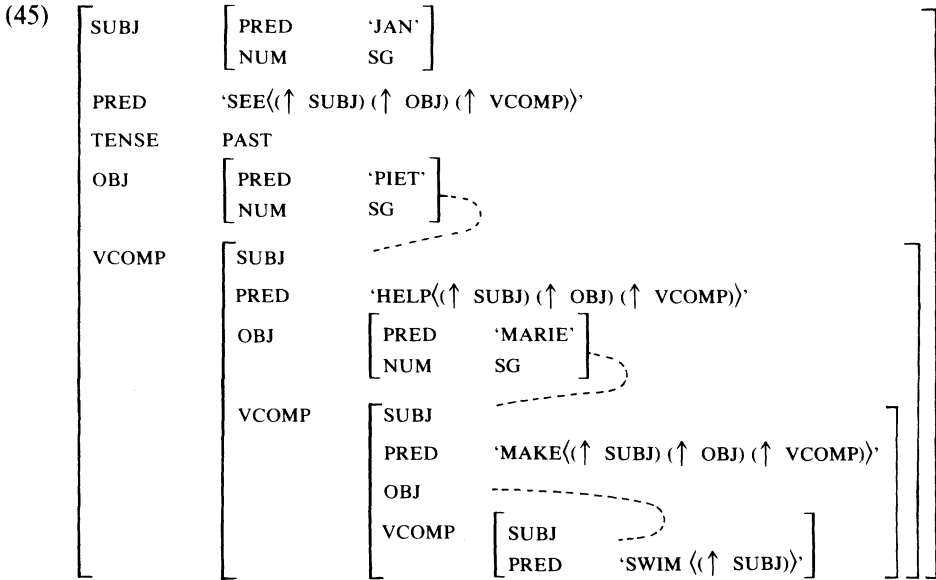 (45) SUBJ PRED ‘JAN’
NUM SG
PRED ‘SEE⟨(↑ SUBJ) (↑ OBJ) (↑ VCOMP)⟩’
TENSE PAST
OBJ PRED ‘PIET’
NUM SG
VCOMP SUBJ
PRED ‘HELP⟨(↑ SUBJ) (↑ OBJ) (↑ VCOMP)⟩’
OBJ PRED ‘MARIE’
NUM SG
VCOMP SUBJ
PRED ‘MAKE⟨(↑ SUBJ) (↑ OBJ) (↑ VCOMP)⟩’
OBJ
VCOMP SUBJ
PRED ‘SWIM ⟨(↑ SUBJ)⟩’